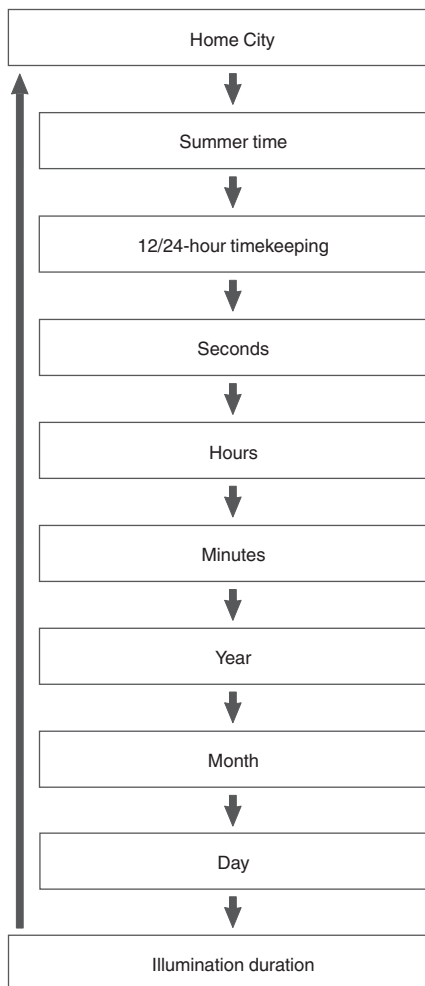 Home City
Summer time
12/24-hour timekeeping
Seconds
Hours
Minutes
Year
Month
Day
Illumination duration